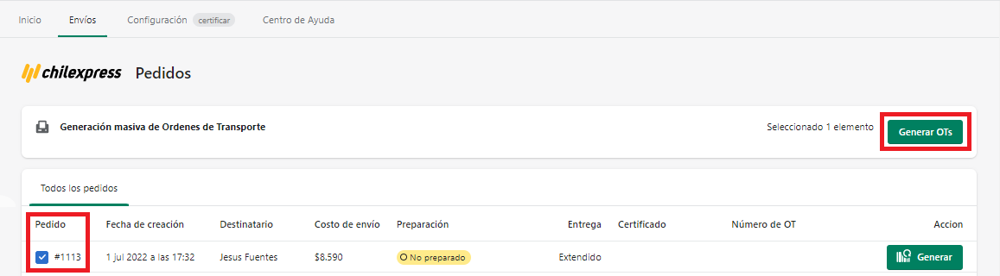 Inicio Envíos Configuración certificar Centro de Ayuda
chilexpress Pedidos
Generación masiva de Ordenes de Transporte Seleccionado 1 elemento Generar OTs
Todos los pedidos
Pedido Fecha de creación Destinatario Costo de envío Preparación Entrega Certificado Número de OT Accion
#1113 1 jul 2022 a las 17:32 Jesus Fuentes $8.590 No preparado Extendido Generar